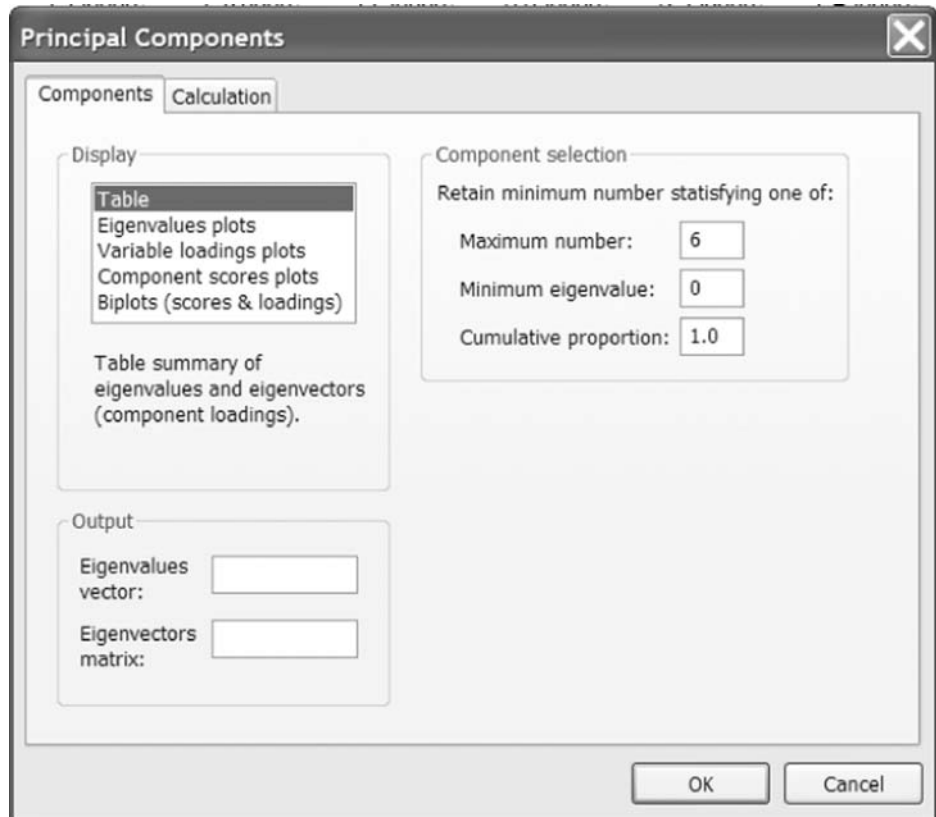 Principal Components
Components Calculation
Display
Table
Eigenvalues plots
Variable loadings plots
Component scores plots
Biplots (scores & loadings)
Table summary of
eigenvalues and eigenvectors
(component loadings).
Component selection
Retain minimum number statisfying one of:
Maximum number: 6
Minimum eigenvalue: 0
Cumulative proportion: 1.0
Output
Eigenvalues
vector:
Eigenvectors
matrix:
OK Cancel